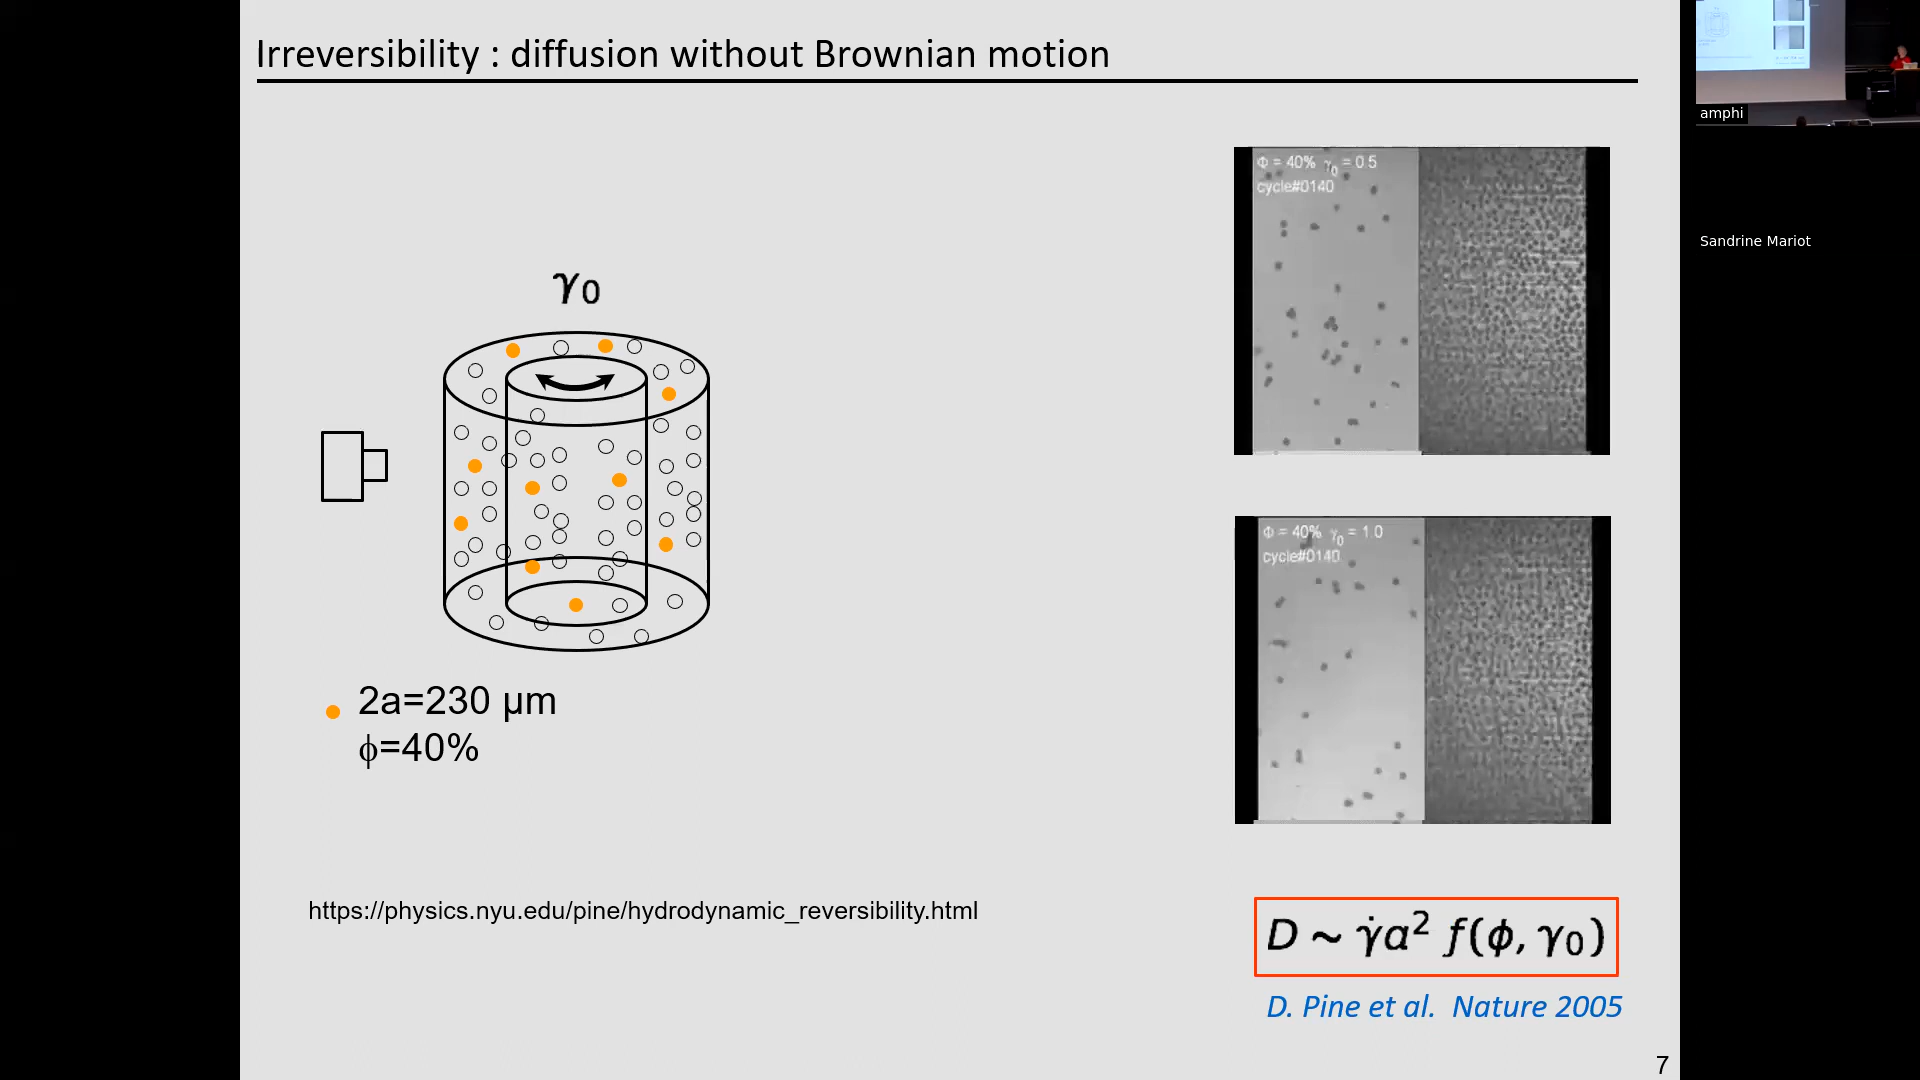 Irreversibility : diffusion without Brownian motion
γ0
2a=230 µm
ϕ=40%
https://physics.nyu.edu/pine/hydrodynamic_reversibility.html
Φ = 40% γ0 = 0.5
cycle#0140
Φ = 40% γ0 = 1.0
cycle#0140
D ~ γ̇a² f(ϕ, γ0)
D. Pine et al. Nature 2005
7
amphi
Sandrine Mariot